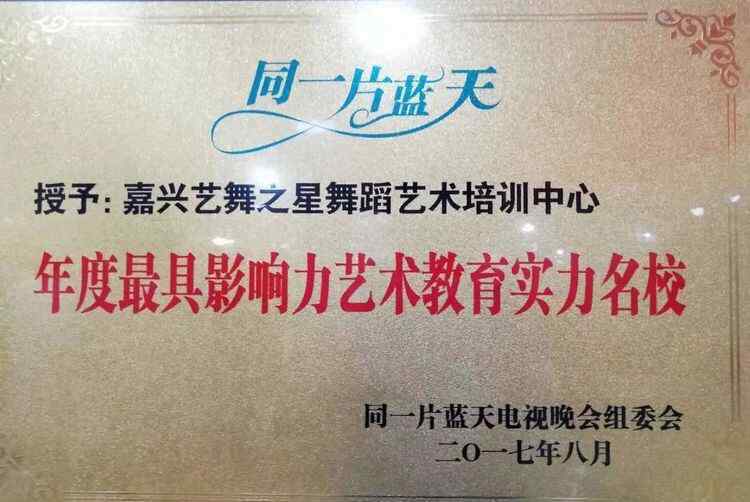 同一片蓝天
授予：嘉兴艺舞之星舞蹈艺术培训中心
年度最具影响力艺术教育实力名校
同一片蓝天电视晚会组委会
二O一七年八月